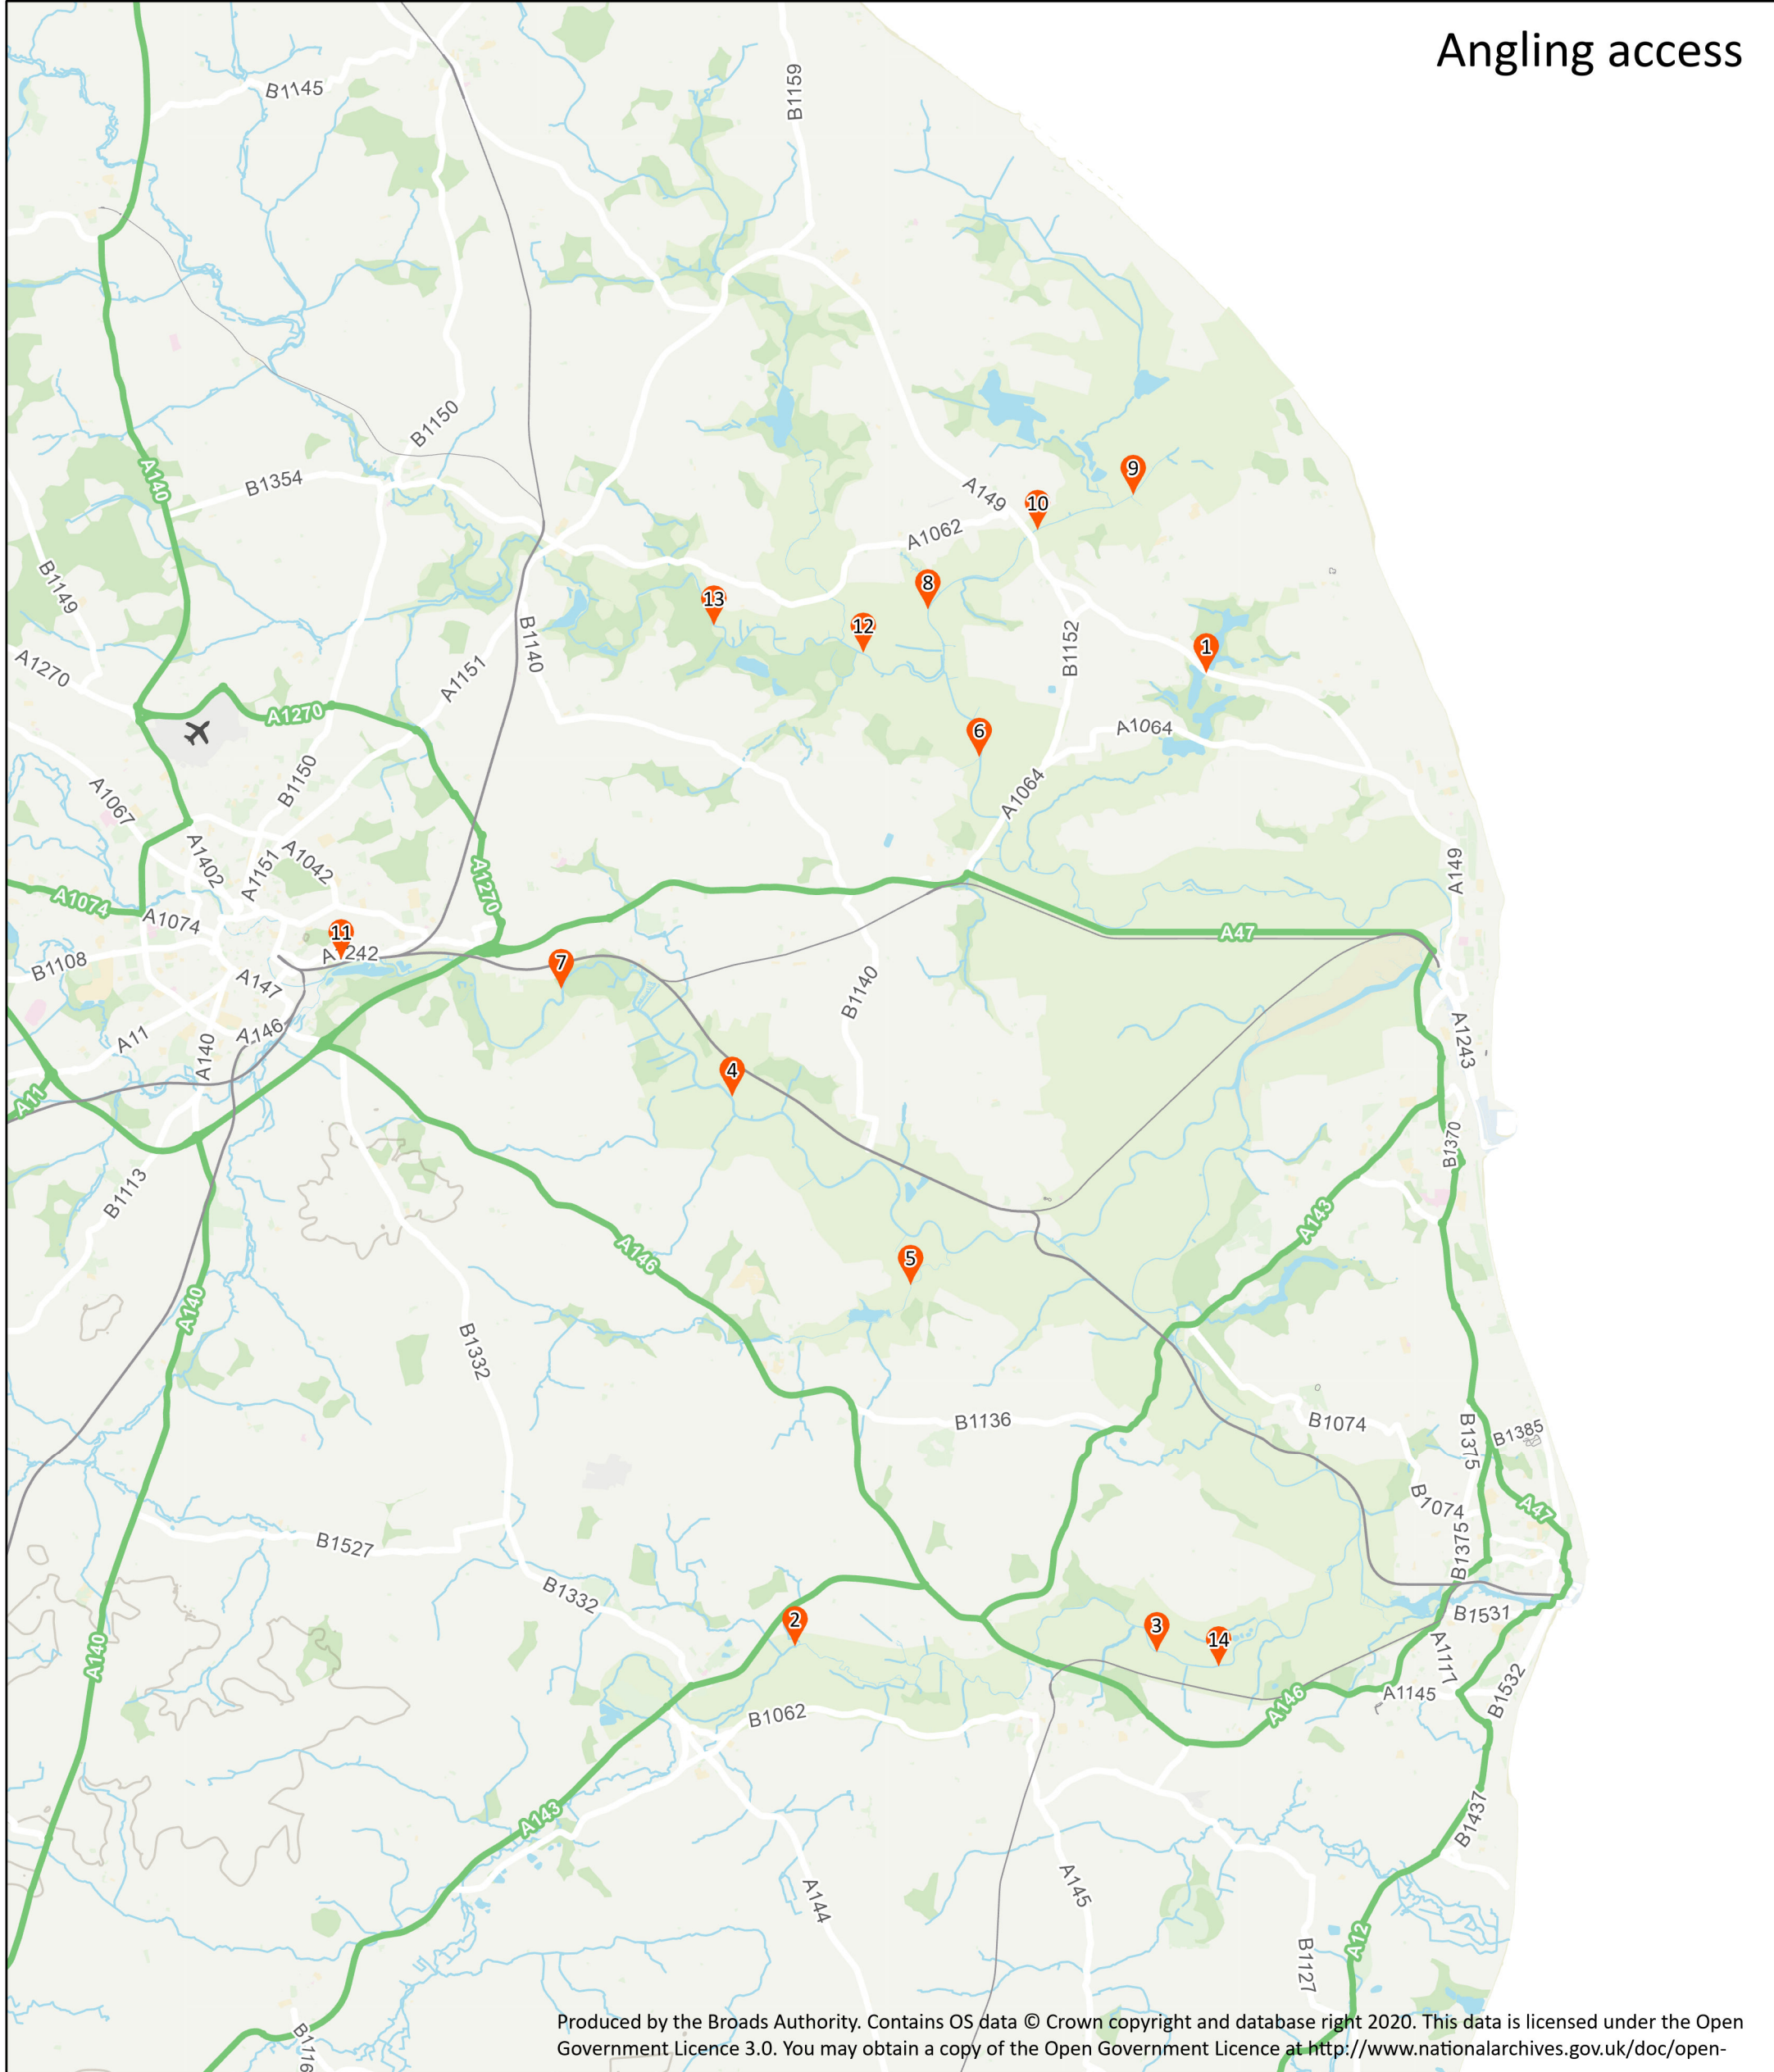 Angling access
B1145
B1159
B1150
A140
B1354
9
A149
10
A1062
B1149
8
13
12
B1140
B1152
1
A1270
A1151
A1270
A1064
6
B1150
A1067
A1064
A1402
A1151
A1042
A1270
A149
A1074
A1074
11
A1242
A47
B1108
7
A147
B1140
A11
A146
A140
A1243
4
A11
B1370
B1113
A143
A146
5
A140
B1332
B1136
B1074
B1375
B1385
B1074
A47
B1527
B1375
B1332
2
3
14
B1531
A140
A1117
A1145
B1532
A146
B1062
A143
B1437
A144
A145
A12
B1127
B116
Produced by the Broads Authority. Contains OS data © Crown copyright and database right 2020. This data is licensed under the Open
Government Licence 3.0. You may obtain a copy of the Open Government Licence at http://www.nationalarchives.gov.uk/doc/open-